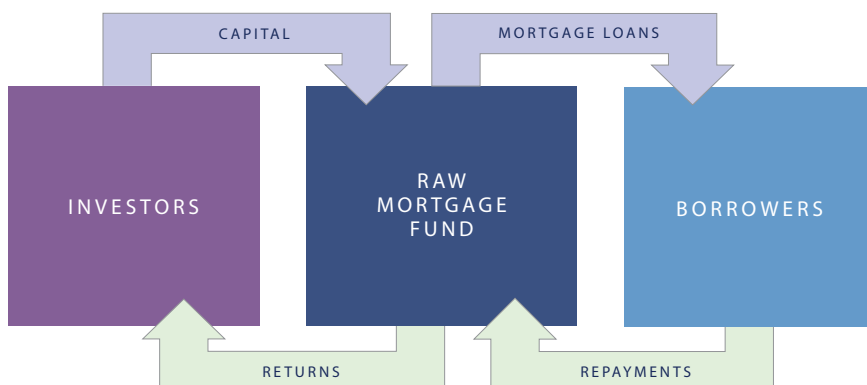 CAPITAL
MORTGAGE LOANS
INVESTORS
RAW
MORTGAGE
FUND
BORROWERS
RETURNS
REPAYMENTS